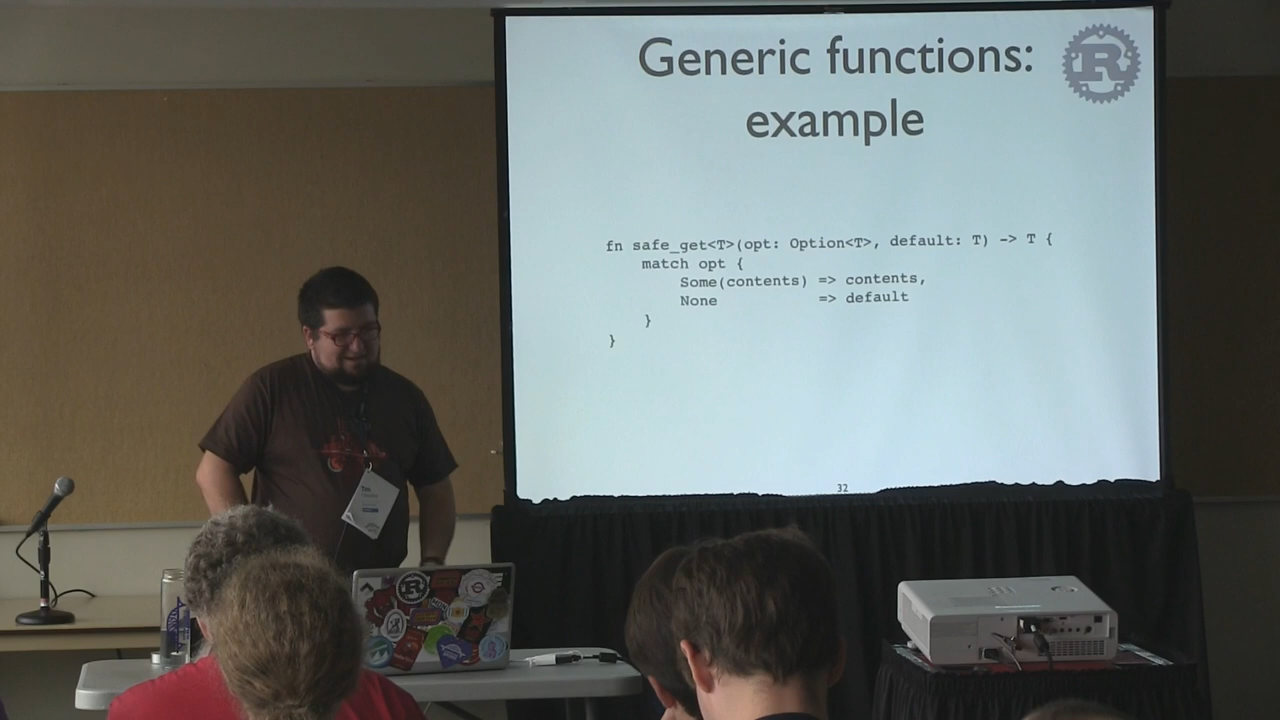 Generic functions:
example
R
fn safe_get<T>(opt: Option<T>, default: T) -> T {
    match opt {
        Some(contents) => contents,
        None           => default
    }
}
32
R